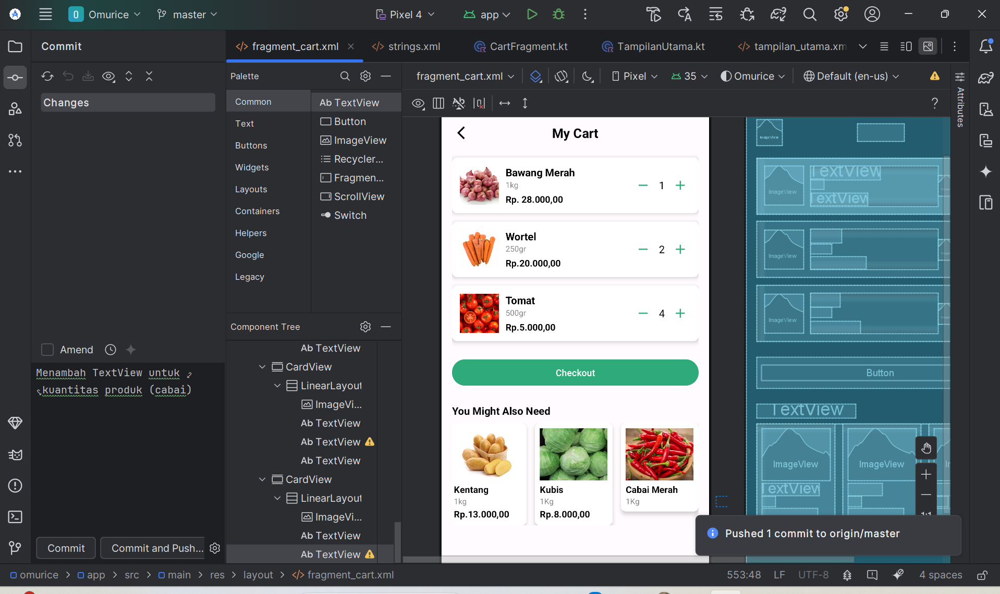 0 Omurice
master
Pixel 4
app
Commit
fragment_cart.xml
strings.xml
CartFragment.kt
TampilanUtama.kt
tampilan_utama.xm
Changes
Amend
Menambah TextView untuk
kuantitas produk (cabai)
Commit
Commit and Push...
Palette
Common
Text
Buttons
Widgets
Layouts
Containers
Helpers
Google
Legacy
Ab TextView
Button
ImageView
Recycler...
Fragmen...
ScrollView
Switch
Component Tree
Ab TextView
CardView
LinearLayout
ImageVi...
Ab TextView
Ab TextView
Ab TextView
CardView
LinearLayout
ImageVi...
Ab TextView
Ab TextView
fragment_cart.xml
Pixel
35
Omurice
Default (en-us)
Attributes
My Cart
Bawang Merah
1kg
Rp. 28.000,00
1
Wortel
250gr
Rp.20.000,00
2
Tomat
500gr
Rp.5.000,00
4
Checkout
You Might Also Need
Kentang
1kg
Rp.13.000,00
Kubis
1Kg
Rp.8.000,00
Cabai Merah
1Kg
ImageView
ImageView
TextView
TextView
ImageView
ImageView
Button
TextView
ImageView
ImageView
TextView
1:1
Pushed 1 commit to origin/master
omurice > app > src > main > res > layout > fragment_cart.xml
553:48
LF
UTF-8
4 spaces